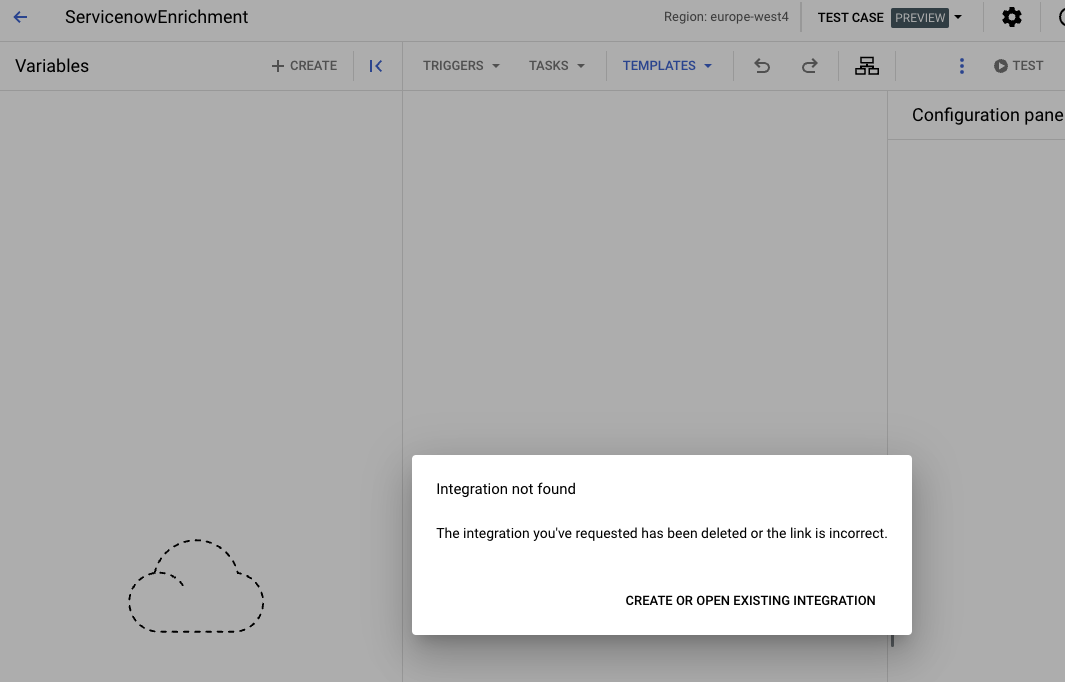 ServicenowEnrichment
Region: europe-west4
TEST CASE PREVIEW
Variables
CREATE
TRIGGERS
TASKS
TEMPLATES
TEST
Configuration pane
Integration not found
The integration you've requested has been deleted or the link is incorrect.
CREATE OR OPEN EXISTING INTEGRATION